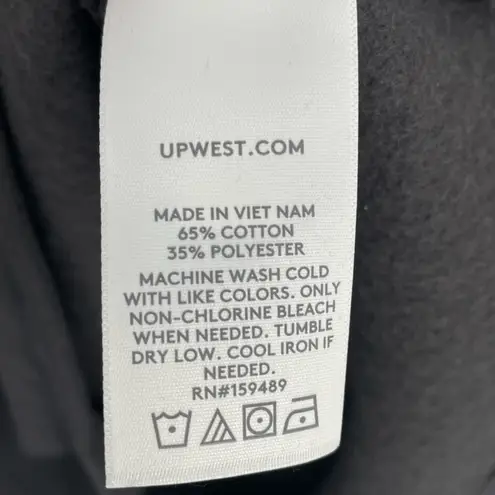 UPWEST.COM
MADE IN VIET NAM
65% COTTON
35% POLYESTER
MACHINE WASH COLD
WITH LIKE COLORS. ONLY
NON-CHLORINE BLEACH
WHEN NEEDED. TUMBLE
DRY LOW. COOL IRON IF
NEEDED.
RN#159489